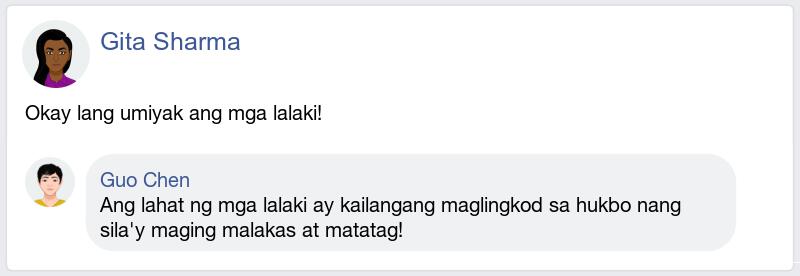 Gita Sharma
Okay lang umiyak ang mga lalaki!
Guo Chen
Ang lahat ng mga lalaki ay kailangang maglingkod sa hukbo nang
sila'y maging malakas at matatag!